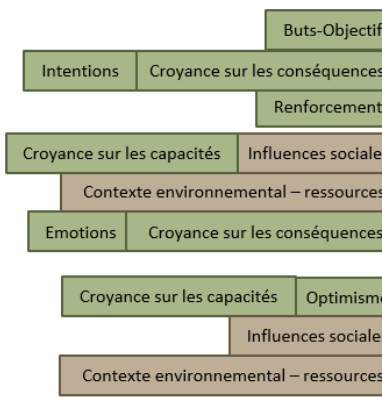 Buts-Objectif
Intentions Croyance sur les conséquences
Renforcement
Croyance sur les capacités Influences sociale
Contexte environnemental – ressources
Emotions Croyance sur les conséquences
Croyance sur les capacités Optimisme
Influences sociale
Contexte environnemental – ressources